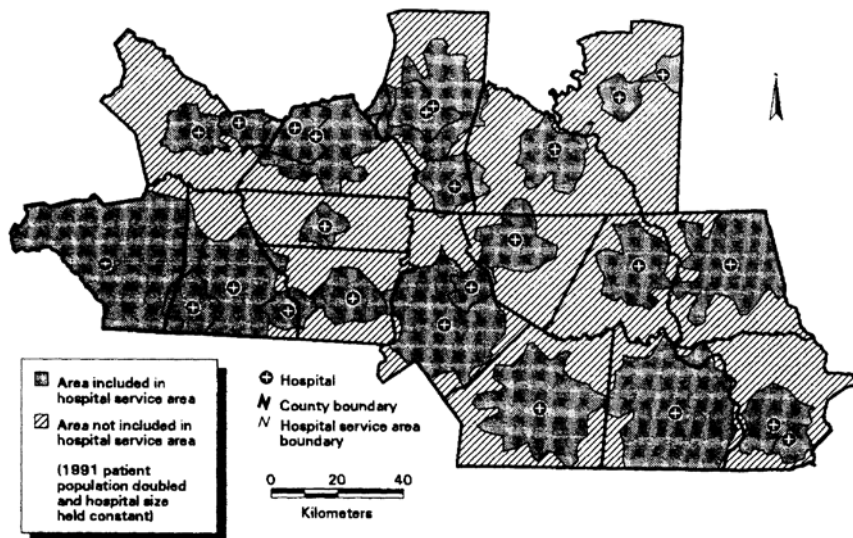 Area included in
hospital service area
Area not included in
hospital service area
(1991 patient
population doubled
and hospital size
held constant)
Hospital
County boundary
Hospital service area
boundary
0 20 40
Kilometers